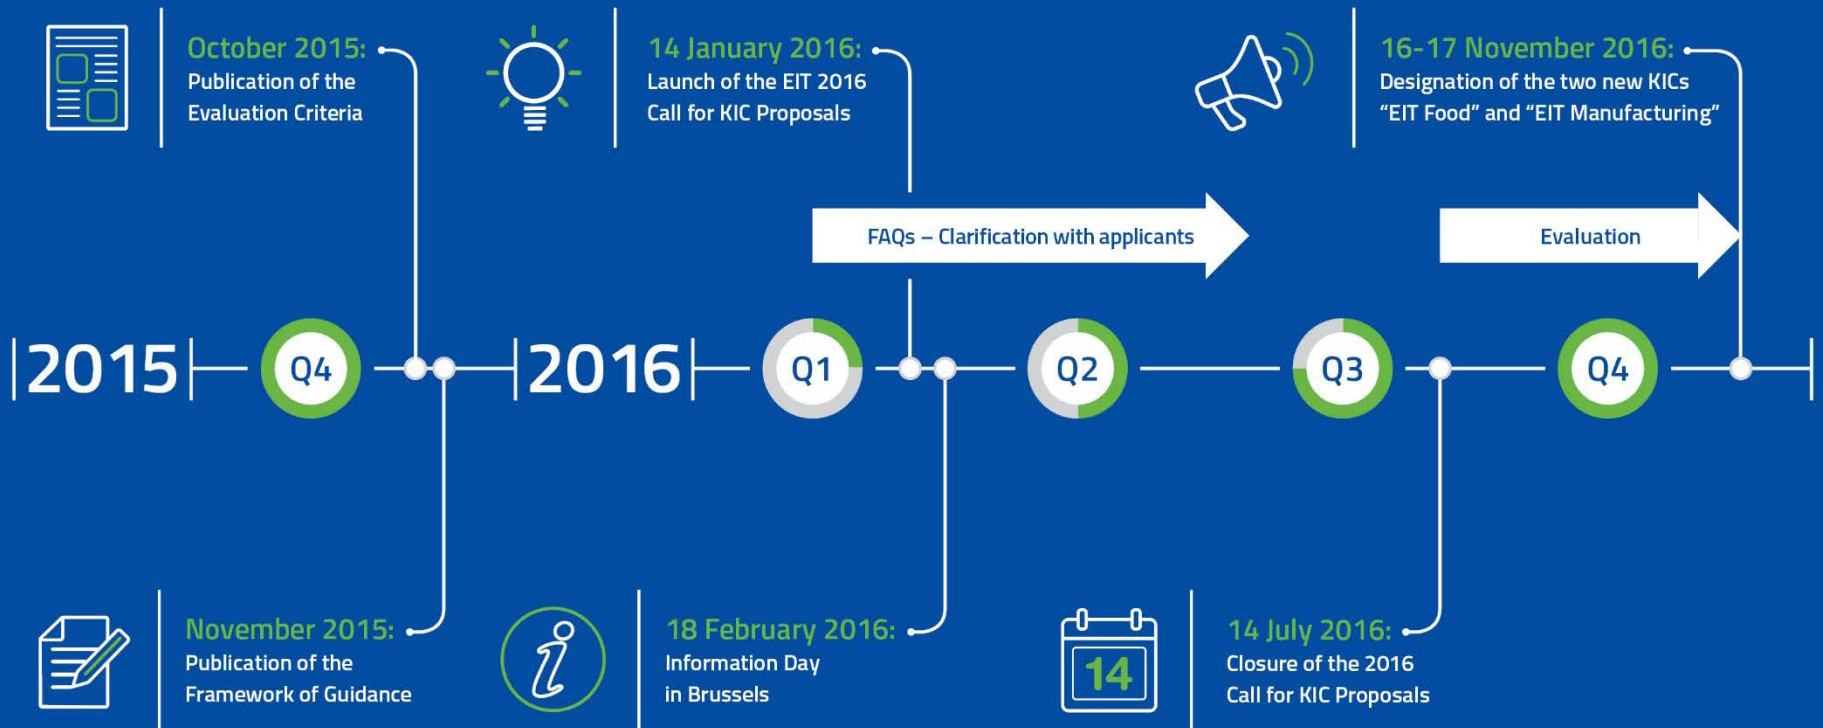 October 2015:
Publication of the
Evaluation Criteria
14 January 2016:
Launch of the EIT 2016
Call for KIC Proposals
16-17 November 2016:
Designation of the two new KICs
“EIT Food” and “EIT Manufacturing”
FAQs – Clarification with applicants
Evaluation
2015
Q4
2016
Q1
Q2
Q3
Q4
November 2015:
Publication of the
Framework of Guidance
18 February 2016:
Information Day
in Brussels
14
14 July 2016:
Closure of the 2016
Call for KIC Proposals